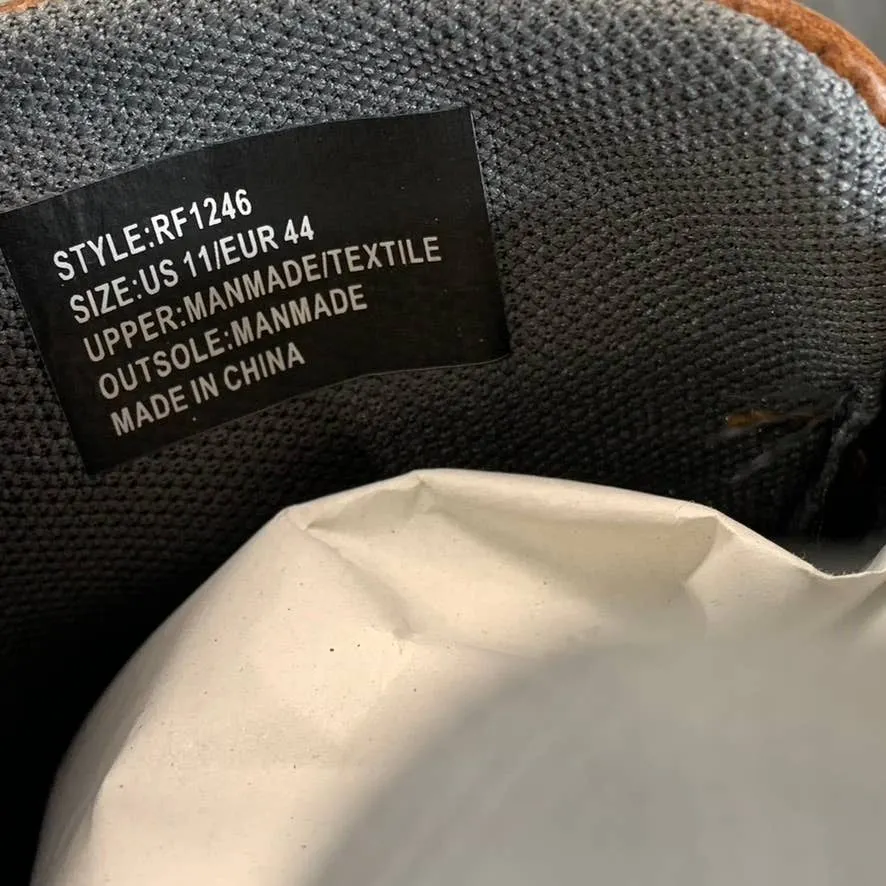 STYLE:RF1246
SIZE:US 11/EUR 44
UPPER:MANMADE/TEXTILE
OUTSOLE:MANMADE
MADE IN CHINA